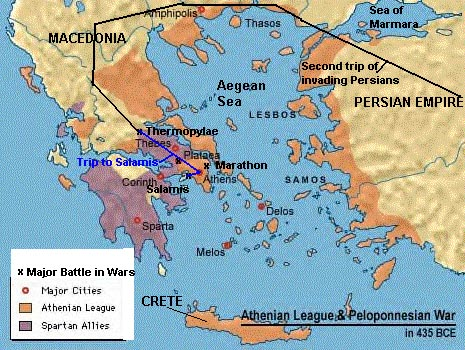 Amphipolis
Sea of
Marmara
Thasos
MACEDONIA
Second trip of
invading Persians
Aegean
Sea
PERSIAN EMPIRE
LESBOS
Thermopylae
Thebes
Trip to Salamis
Plataea
Marathon
Corinth
Athens
SAMOS
Salamis
Delos
Sparta
Melos
x Major Battle in Wars
Major Cities
Athenian League
Spartan Allies
CRETE
Athenian League & Peloponnesian War
in 435 BCE